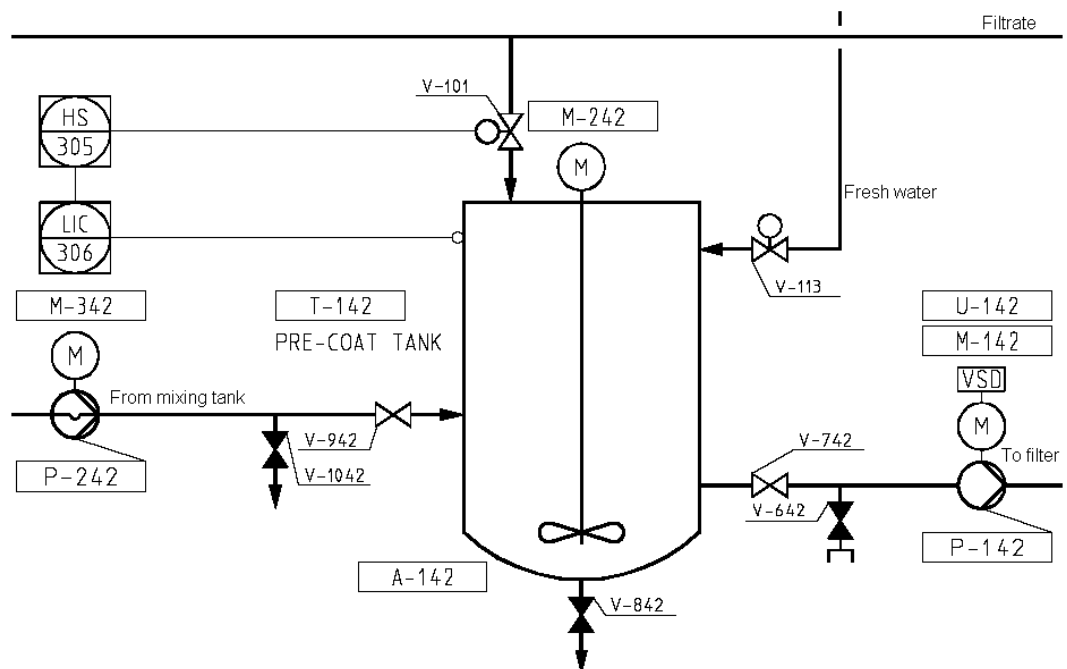 Filtrate
V-101
M-242
HS
305
M
Fresh water
LIC
306
V-113
M-342
T-142
PRE-COAT TANK
U-142
M-142
M
VSD
From mixing tank
M
V-942
V-742
To filter
P-242
V-1042
V-642
P-142
A-142
V-842